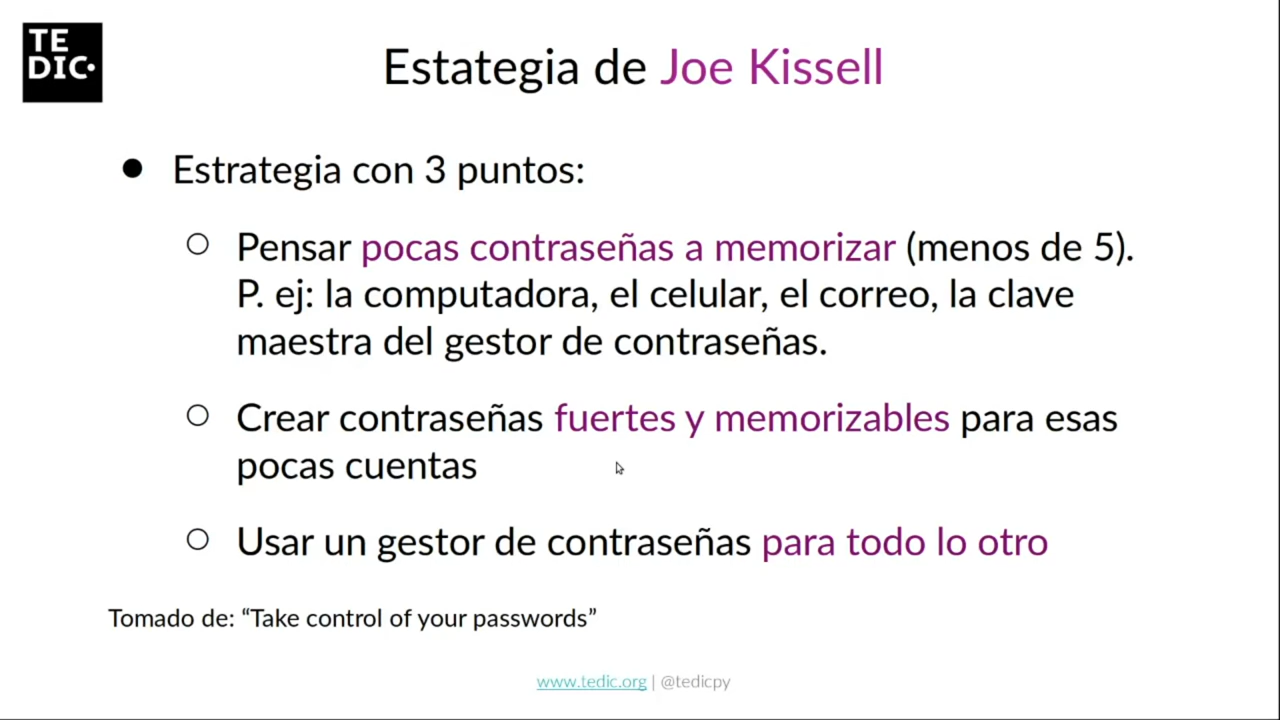 TE
DIC
Estategia de Joe Kissell
● Estrategia con 3 puntos:
○ Pensar pocas contraseñas a memorizar (menos de 5).
P. ej: la computadora, el celular, el correo, la clave
maestra del gestor de contraseñas.
○ Crear contraseñas fuertes y memorizables para esas
pocas cuentas
○ Usar un gestor de contraseñas para todo lo otro
Tomado de: “Take control of your passwords”
www.tedic.org | @tedicpy